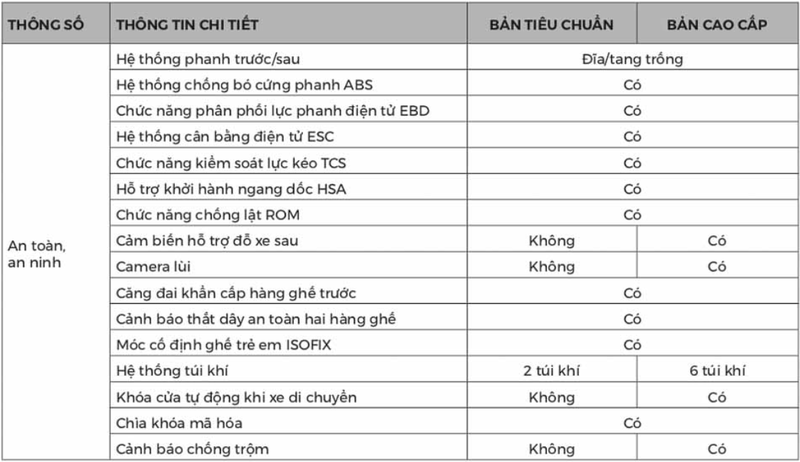 THÔNG SỐ THÔNG TIN CHI TIẾT BẢN TIÊU CHUẨN BẢN CAO CẤP
Hệ thống phanh trước/sau Đĩa/tang trống
Hệ thống chống bó cứng phanh ABS Có
Chức năng phân phối lực phanh điện tử EBD Có
Hệ thống cân bằng điện tử ESC Có
Chức năng kiểm soát lực kéo TCS Có
Hỗ trợ khởi hành ngang dốc HSA Có
Chức năng chống lật ROM Có
An toàn,
an ninh
Cảm biến hỗ trợ đỗ xe sau Không Có
Camera lùi Không Có
Căng đai khẩn cấp hàng ghế trước Có
Cảnh báo thắt dây an toàn hai hàng ghế Có
Móc cố định ghế trẻ em ISOFIX Có
Hệ thống túi khí 2 túi khí 6 túi khí
Khóa cửa tự động khi xe di chuyển Không Có
Chìa khóa mã hóa Có
Cảnh báo chống trộm Không Có